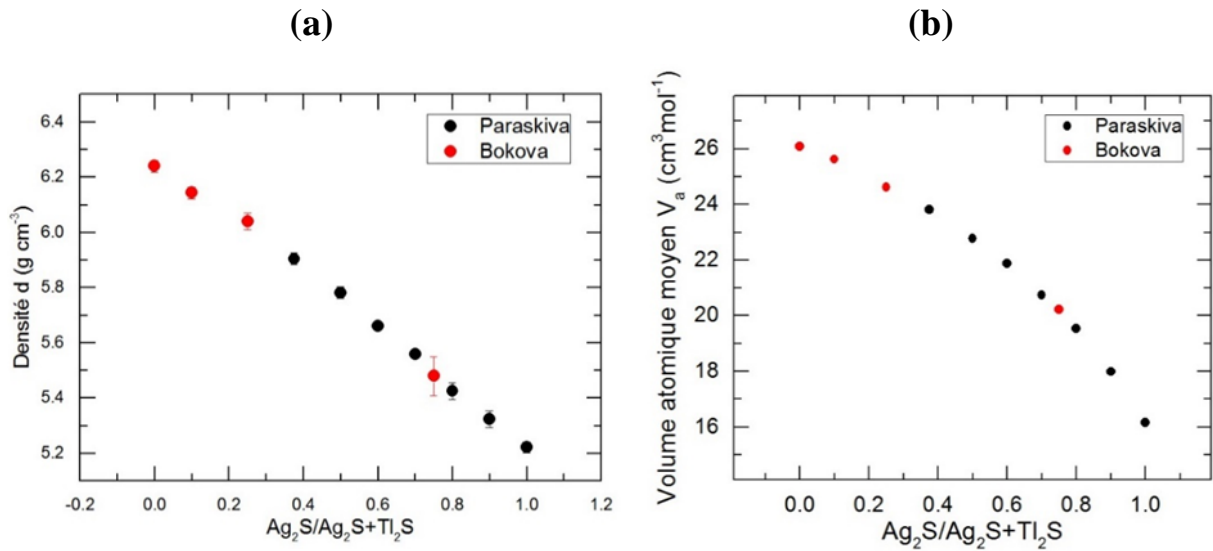 (a)
(b)
6.4
6.2
6.0
5.8
5.6
5.4
5.2
Densité d (g cm⁻³)
Paraskiva
Bokova
-0.2 0.0 0.2 0.4 0.6 0.8 1.0 1.2
Ag₂S/Ag₂S+Tl₂S
26
24
22
20
18
16
Volume atomique moyen Vₐ (cm³mol⁻¹)
Paraskiva
Bokova
0.0 0.2 0.4 0.6 0.8 1.0
Ag₂S/Ag₂S+Tl₂S